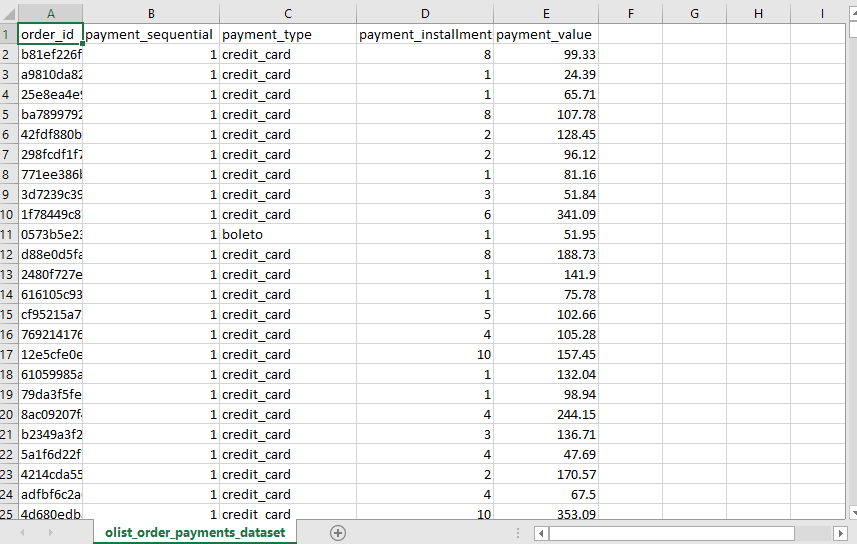 A B C D E F G H I
1 order_id payment_sequential payment_type payment_installment payment_value
2 b81ef226f 1 credit_card 8 99.33
3 a9810da82 1 credit_card 1 24.39
4 25e8ea4e9 1 credit_card 1 65.71
5 ba7899792 1 credit_card 8 107.78
6 42fdf880b 1 credit_card 2 128.45
7 298fcdf1f7 1 credit_card 2 96.12
8 771ee386b 1 credit_card 1 81.16
9 3d7239c39 1 credit_card 3 51.84
10 1f78449c8 1 credit_card 6 341.09
11 0573b5e23 1 boleto 1 51.95
12 d88e0d5fa 1 credit_card 8 188.73
13 2480f727e 1 credit_card 1 141.9
14 616105c93 1 credit_card 1 75.78
15 cf95215a7 1 credit_card 5 102.66
16 769214176 1 credit_card 4 105.28
17 12e5cfe0e 1 credit_card 10 157.45
18 61059985a 1 credit_card 1 132.04
19 79da3f5fe 1 credit_card 1 98.94
20 8ac09207f 1 credit_card 4 244.15
21 b2349a3f2 1 credit_card 3 136.71
22 5a1f6d22f 1 credit_card 4 47.69
23 4214cda55 1 credit_card 2 170.57
24 adfbf6c2a 1 credit_card 4 67.5
25 4d680edb 1 credit_card 10 353.09
olist_order_payments_dataset